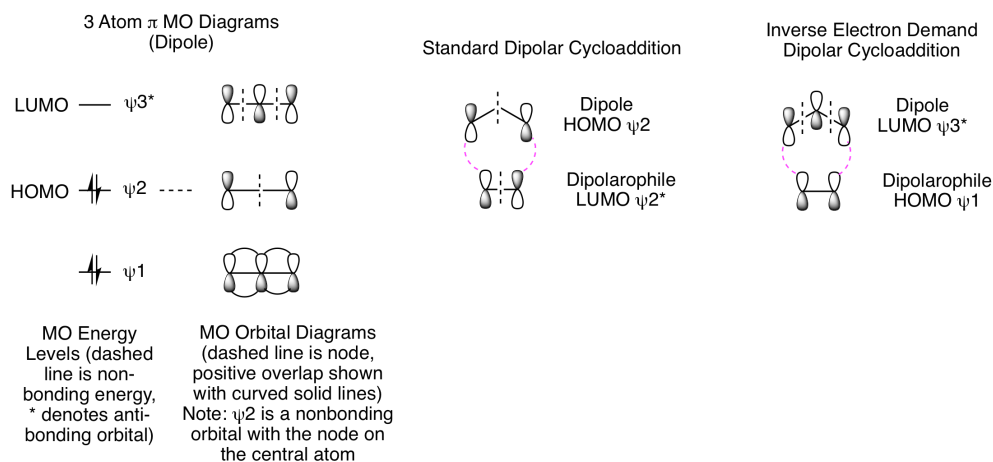 3 Atom π MO Diagrams
(Dipole)
LUMO
ψ3*
HOMO
ψ2
ψ1
MO Energy
Levels (dashed
line is non-
bonding energy,
* denotes anti-
bonding orbital)
MO Orbital Diagrams
(dashed line is node,
positive overlap shown
with curved solid lines)
Note: ψ2 is a nonbonding
orbital with the node on
the central atom
Standard Dipolar Cycloaddition
Dipole
HOMO ψ2
Dipolarophile
LUMO ψ2*
Inverse Electron Demand
Dipolar Cycloaddition
Dipole
LUMO ψ3*
Dipolarophile
HOMO ψ1